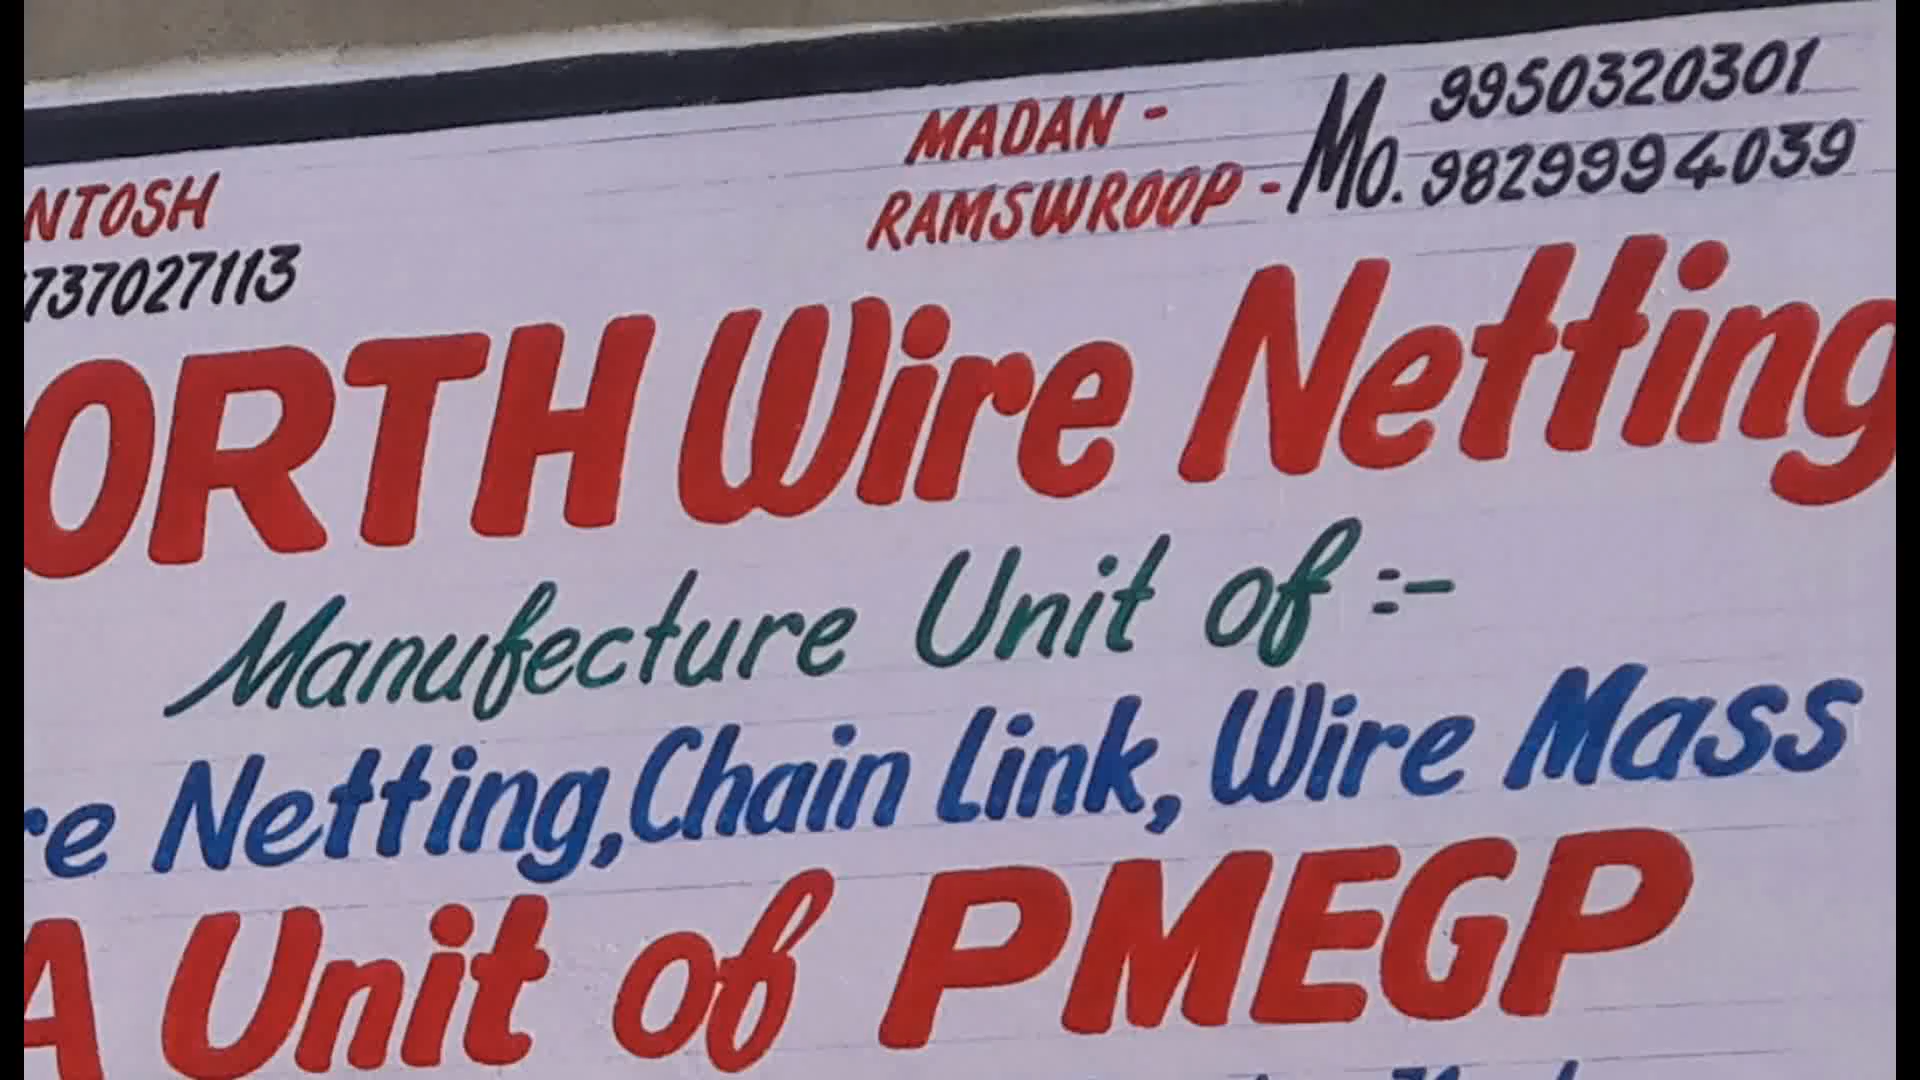 MADAN - Mo. 9950320301
RAMSWROOP - 9829994039
NTOSH
737027113
ORTH Wire Netting
Manufecture Unit of :-
re Netting, Chain Link, Wire Mass
A Unit of PMEGP